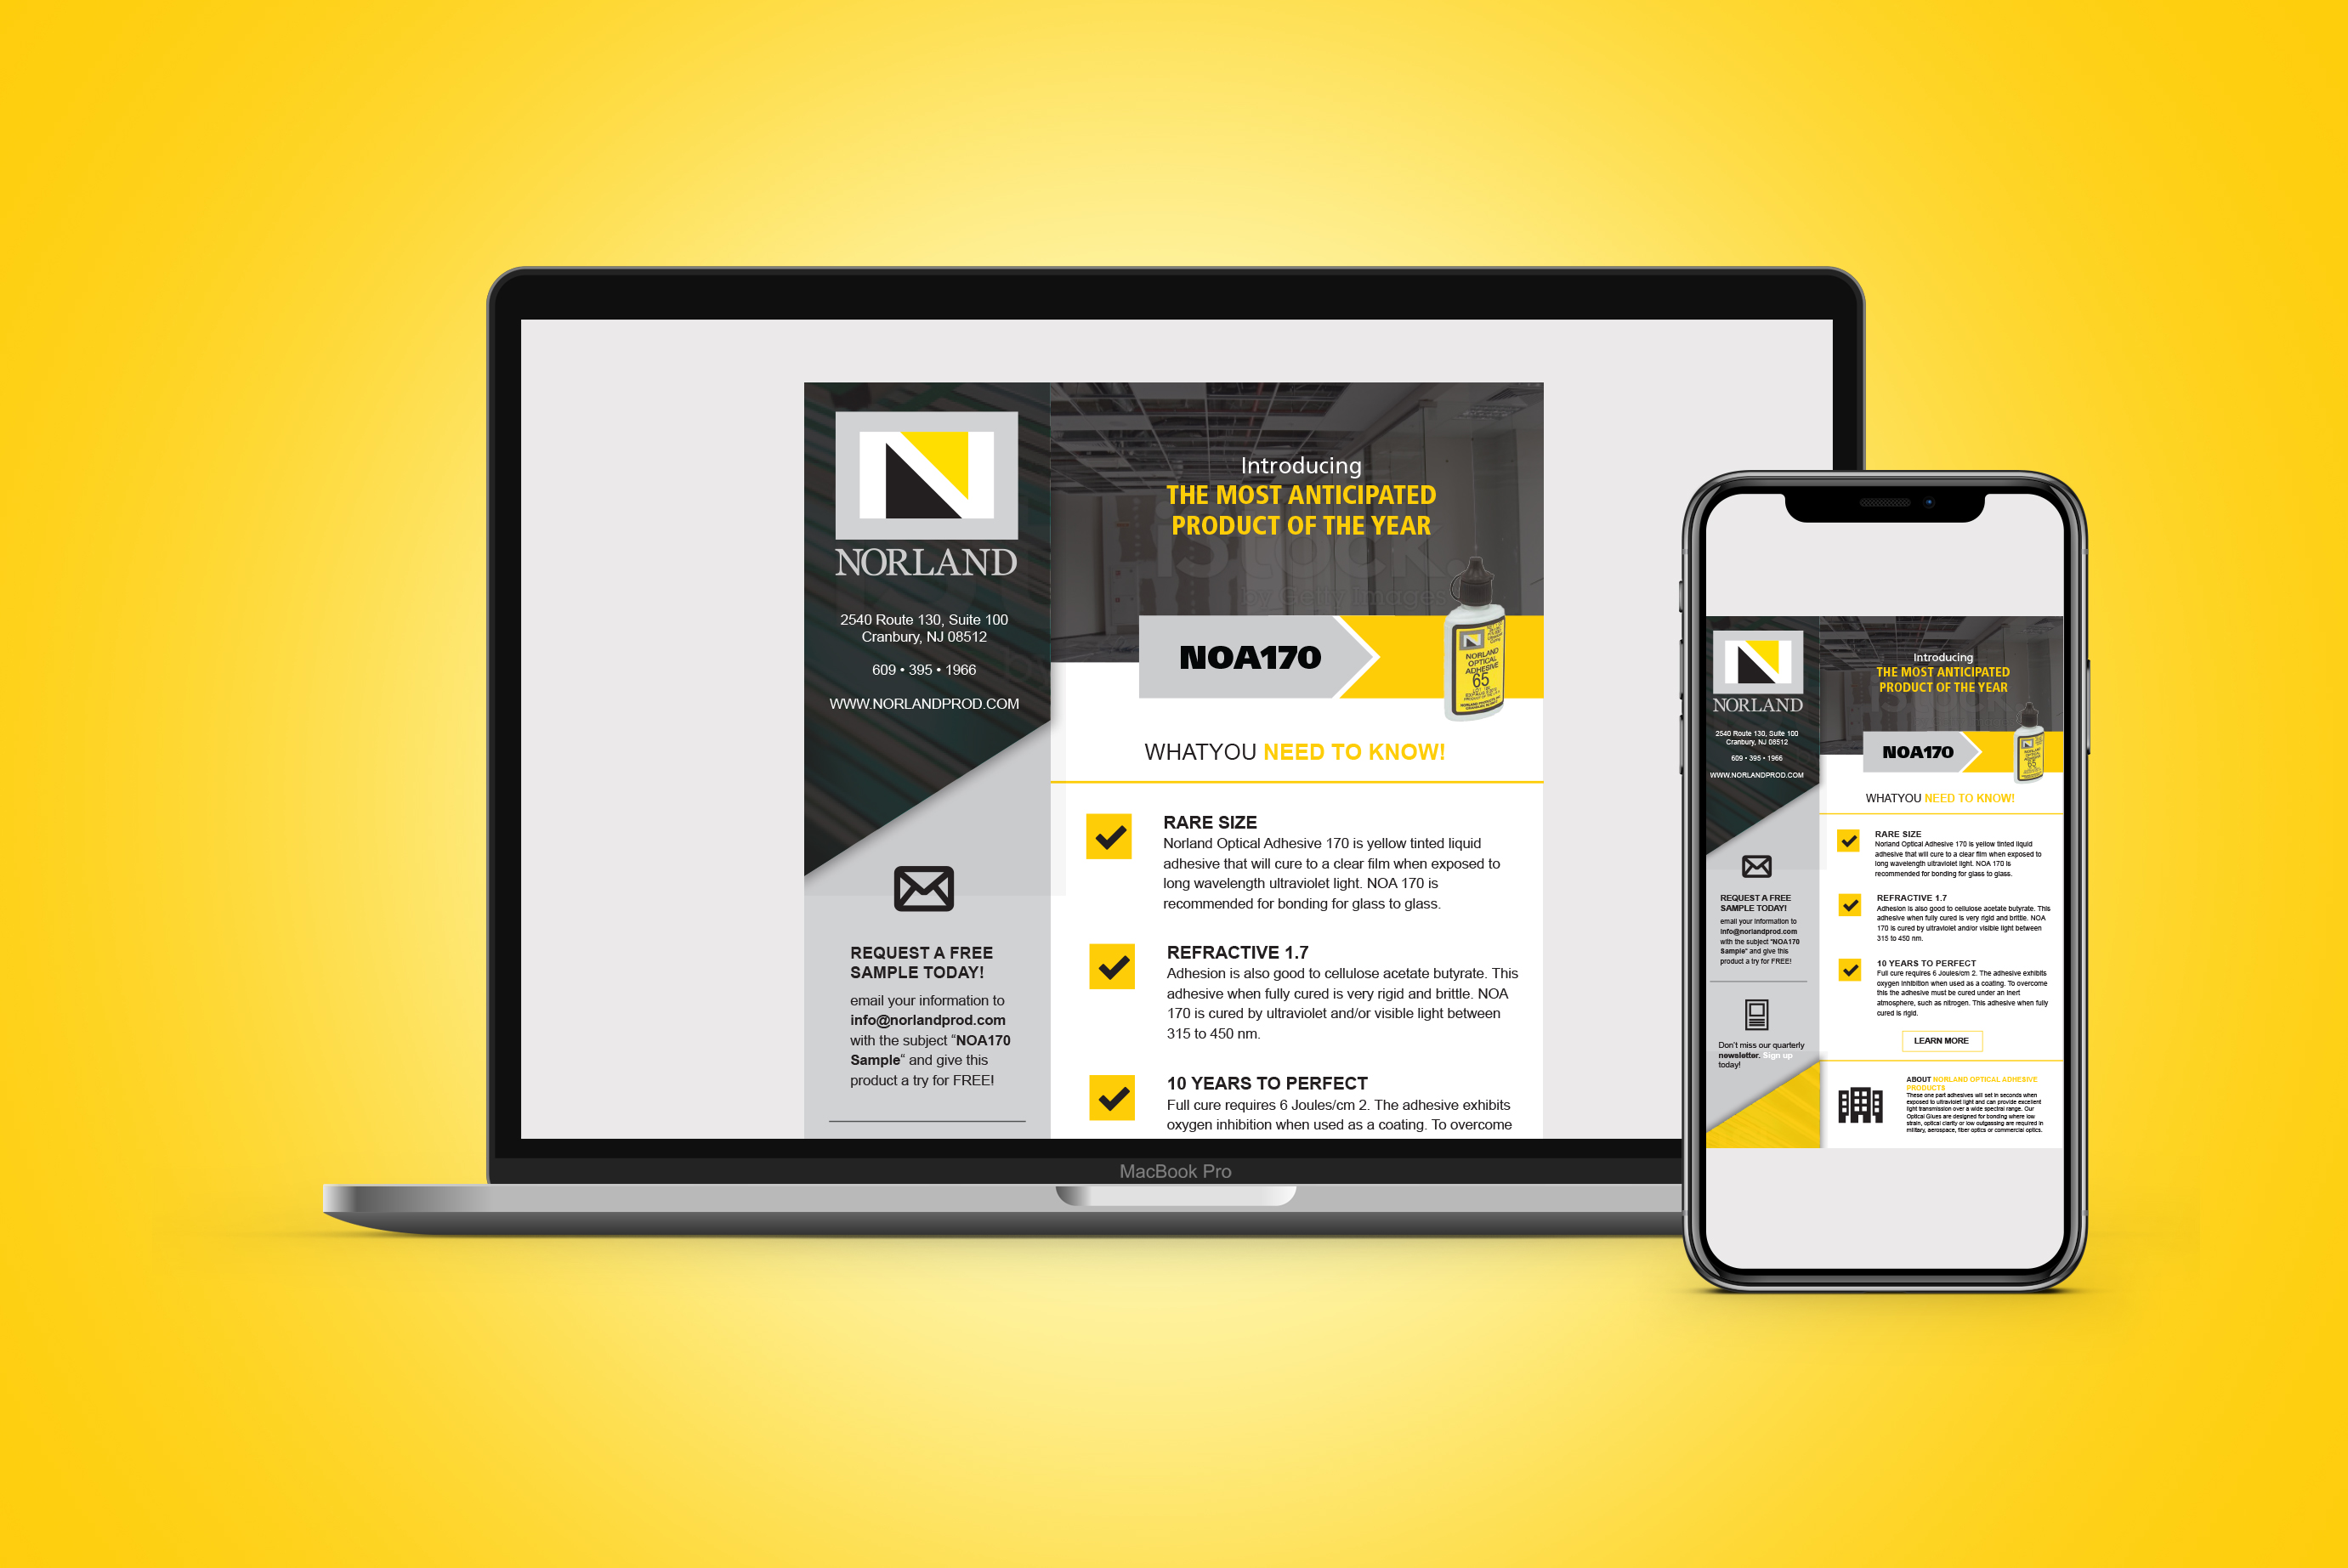 NORLAND
2540 Route 130, Suite 100
Cranbury, NJ 08512
609 • 395 • 1966
WWW.NORLANDPROD.COM
REQUEST A FREE
SAMPLE TODAY!
email your information to
info@norlandprod.com
with the subject “NOA170
Sample“ and give this
product a try for FREE!
Introducing
THE MOST ANTICIPATED
PRODUCT OF THE YEAR
iStock.
by Getty Images
NOA170
NORLAND
OPTICAL
ADHESIVE
65
WHATYOU NEED TO KNOW!
RARE SIZE
Norland Optical Adhesive 170 is yellow tinted liquid
adhesive that will cure to a clear film when exposed to
long wavelength ultraviolet light. NOA 170 is
recommended for bonding for glass to glass.
REFRACTIVE 1.7
Adhesion is also good to cellulose acetate butyrate. This
adhesive when fully cured is very rigid and brittle. NOA
170 is cured by ultraviolet and/or visible light between
315 to 450 nm.
10 YEARS TO PERFECT
Full cure requires 6 Joules/cm 2. The adhesive exhibits
oxygen inhibition when used as a coating. To overcome
MacBook Pro
NORLAND
2540 Route 130, Suite 100
Cranbury, NJ 08512
609 • 395 • 1966
WWW.NORLANDPROD.COM
REQUEST A FREE
SAMPLE TODAY!
email your information to
info@norlandprod.com
with the subject “NOA170
Sample“ and give this
product a try for FREE!
Don't miss our quarterly
newsletter. Sign up
today!
Introducing
THE MOST ANTICIPATED
PRODUCT OF THE YEAR
iStock
NOA170
NORLAND
OPTICAL
ADHESIVE
65
WHATYOU NEED TO KNOW!
RARE SIZE
Norland Optical Adhesive 170 is yellow tinted liquid
adhesive that will cure to a clear film when exposed to
long wavelength ultraviolet light. NOA 170 is
recommended for bonding for glass to glass.
REFRACTIVE 1.7
Adhesion is also good to cellulose acetate butyrate. This
adhesive when fully cured is very rigid and brittle. NOA
170 is cured by ultraviolet and/or visible light between
315 to 450 nm.
10 YEARS TO PERFECT
Full cure requires 6 Joules/cm 2. The adhesive exhibits
oxygen inhibition when used as a coating. To overcome
this the adhesive must be cured under an inert
atmosphere, such as nitrogen. This adhesive when fully
cured is rigid.
LEARN MORE
ABOUT NORLAND OPTICAL ADHESIVE
PRODUCTS
These one part adhesives will set in seconds when
exposed to ultraviolet light and can provide excellent
light transmission over a wide spectral range. Our
Optical Glues are designed for bonding where low
strain, optical clarity or low outgassing are required in
military, aerospace, fiber optics or commercial optics.